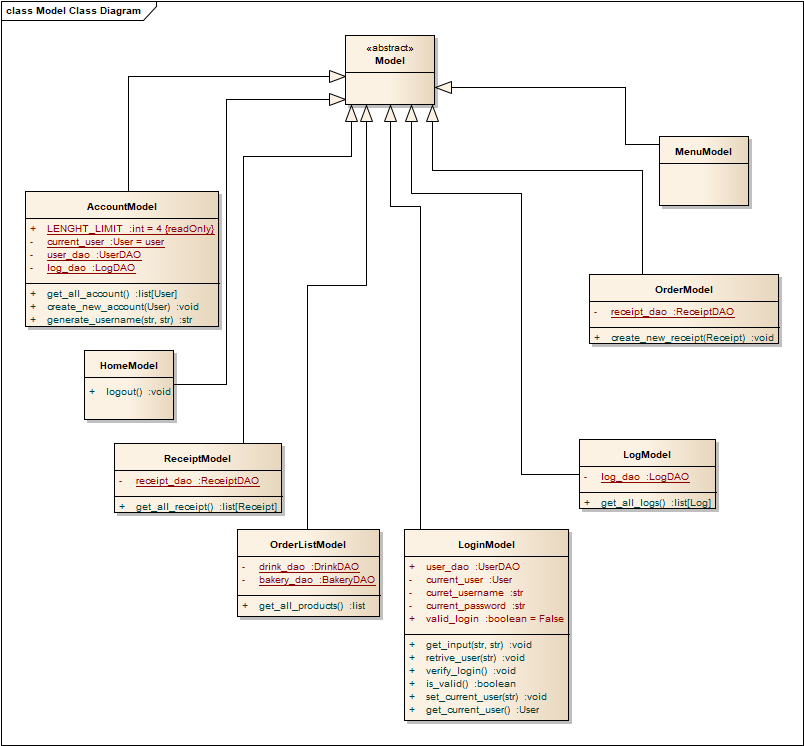 class Model Class Diagram
«abstract»
Model
MenuModel
AccountModel
+ LENGHT_LIMIT :int = 4 {readOnly}
- current_user :User = user
- user_dao :UserDAO
- log_dao :LogDAO
+ get_all_account() :list[User]
+ create_new_account(User) :void
+ generate_username(str, str) :str
OrderModel
- receipt_dao :ReceiptDAO
+ create_new_receipt(Receipt) :void
HomeModel
+ logout() :void
ReceiptModel
- receipt_dao :ReceiptDAO
+ get_all_receipt() :list[Receipt]
LogModel
- log_dao :LogDAO
+ get_all_logs() :list[Log]
OrderListModel
- drink_dao :DrinkDAO
- bakery_dao :BakeryDAO
+ get_all_products() :list
LoginModel
+ user_dao :UserDAO
- current_user :User
- curret_username :str
- current_password :str
+ valid_login :boolean = False
+ get_input(str, str) :void
+ retrive_user(str) :void
+ verify_login() :void
+ is_valid() :boolean
+ set_current_user(str) :void
+ get_current_user() :User